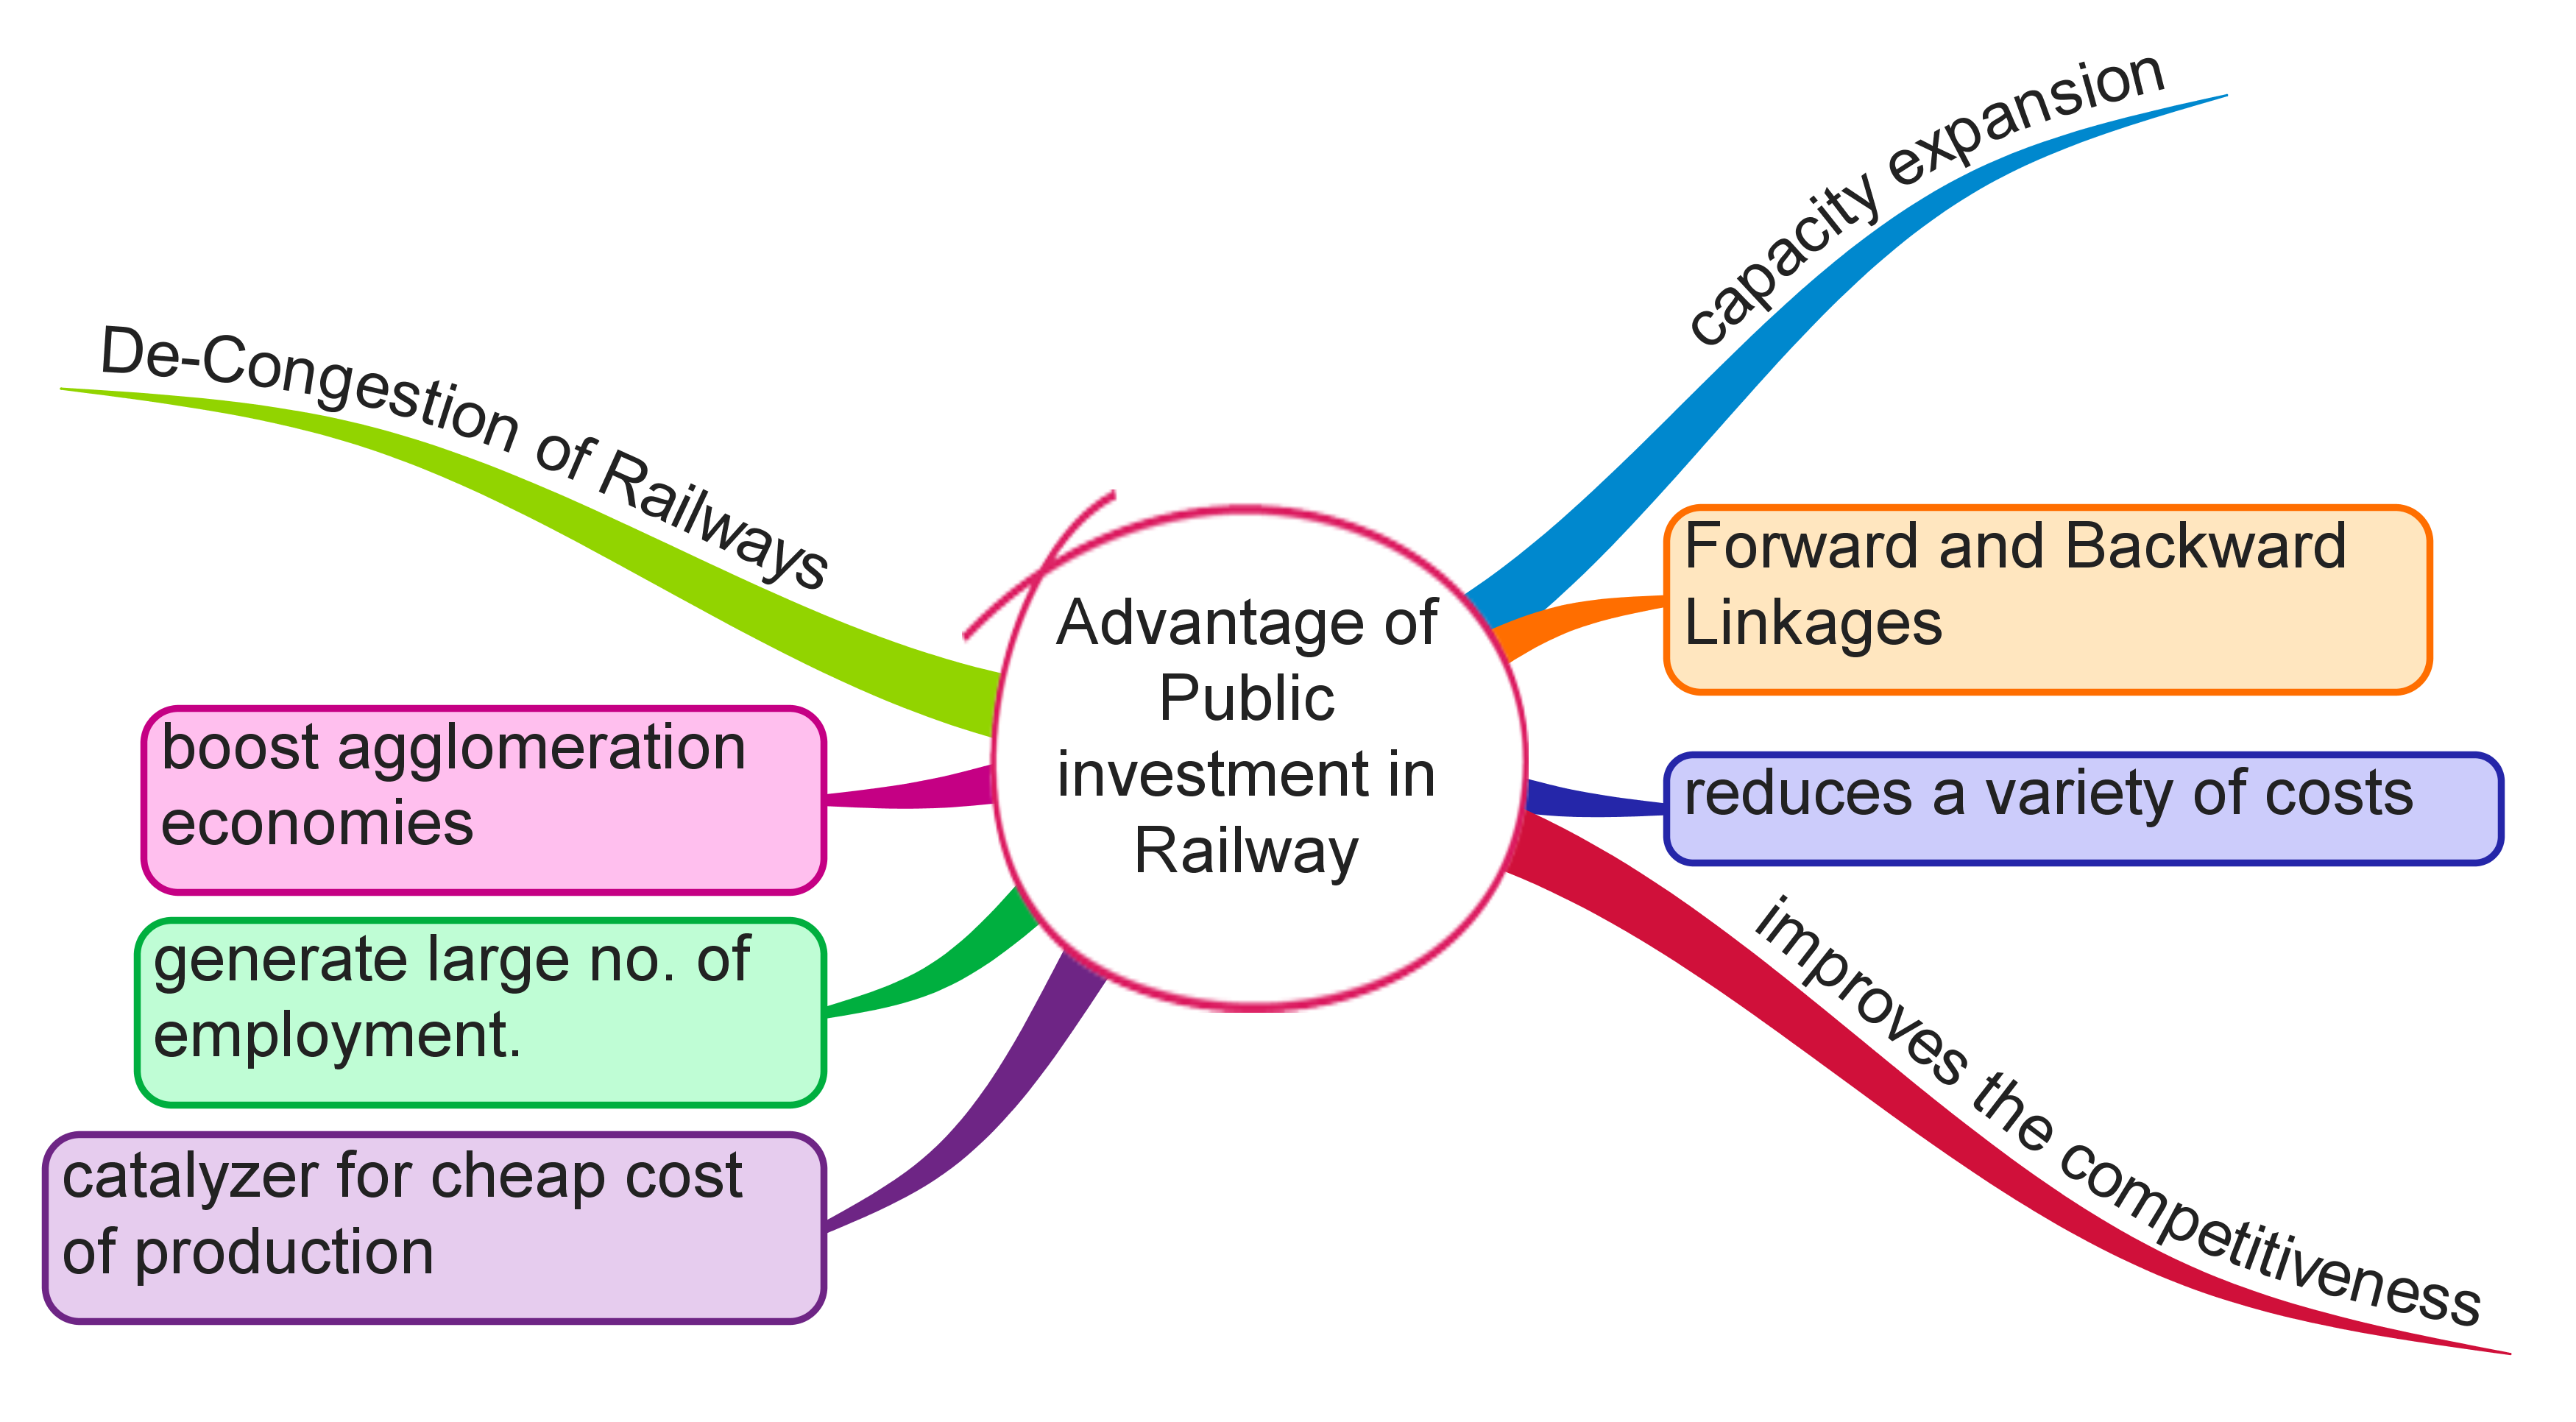 Advantage of
Public
investment in
Railway
capacity expansion
Forward and Backward
Linkages
reduces a variety of costs
improves the competitiveness
De-Congestion of Railways
boost agglomeration
economies
generate large no. of
employment.
catalyzer for cheap cost
of production